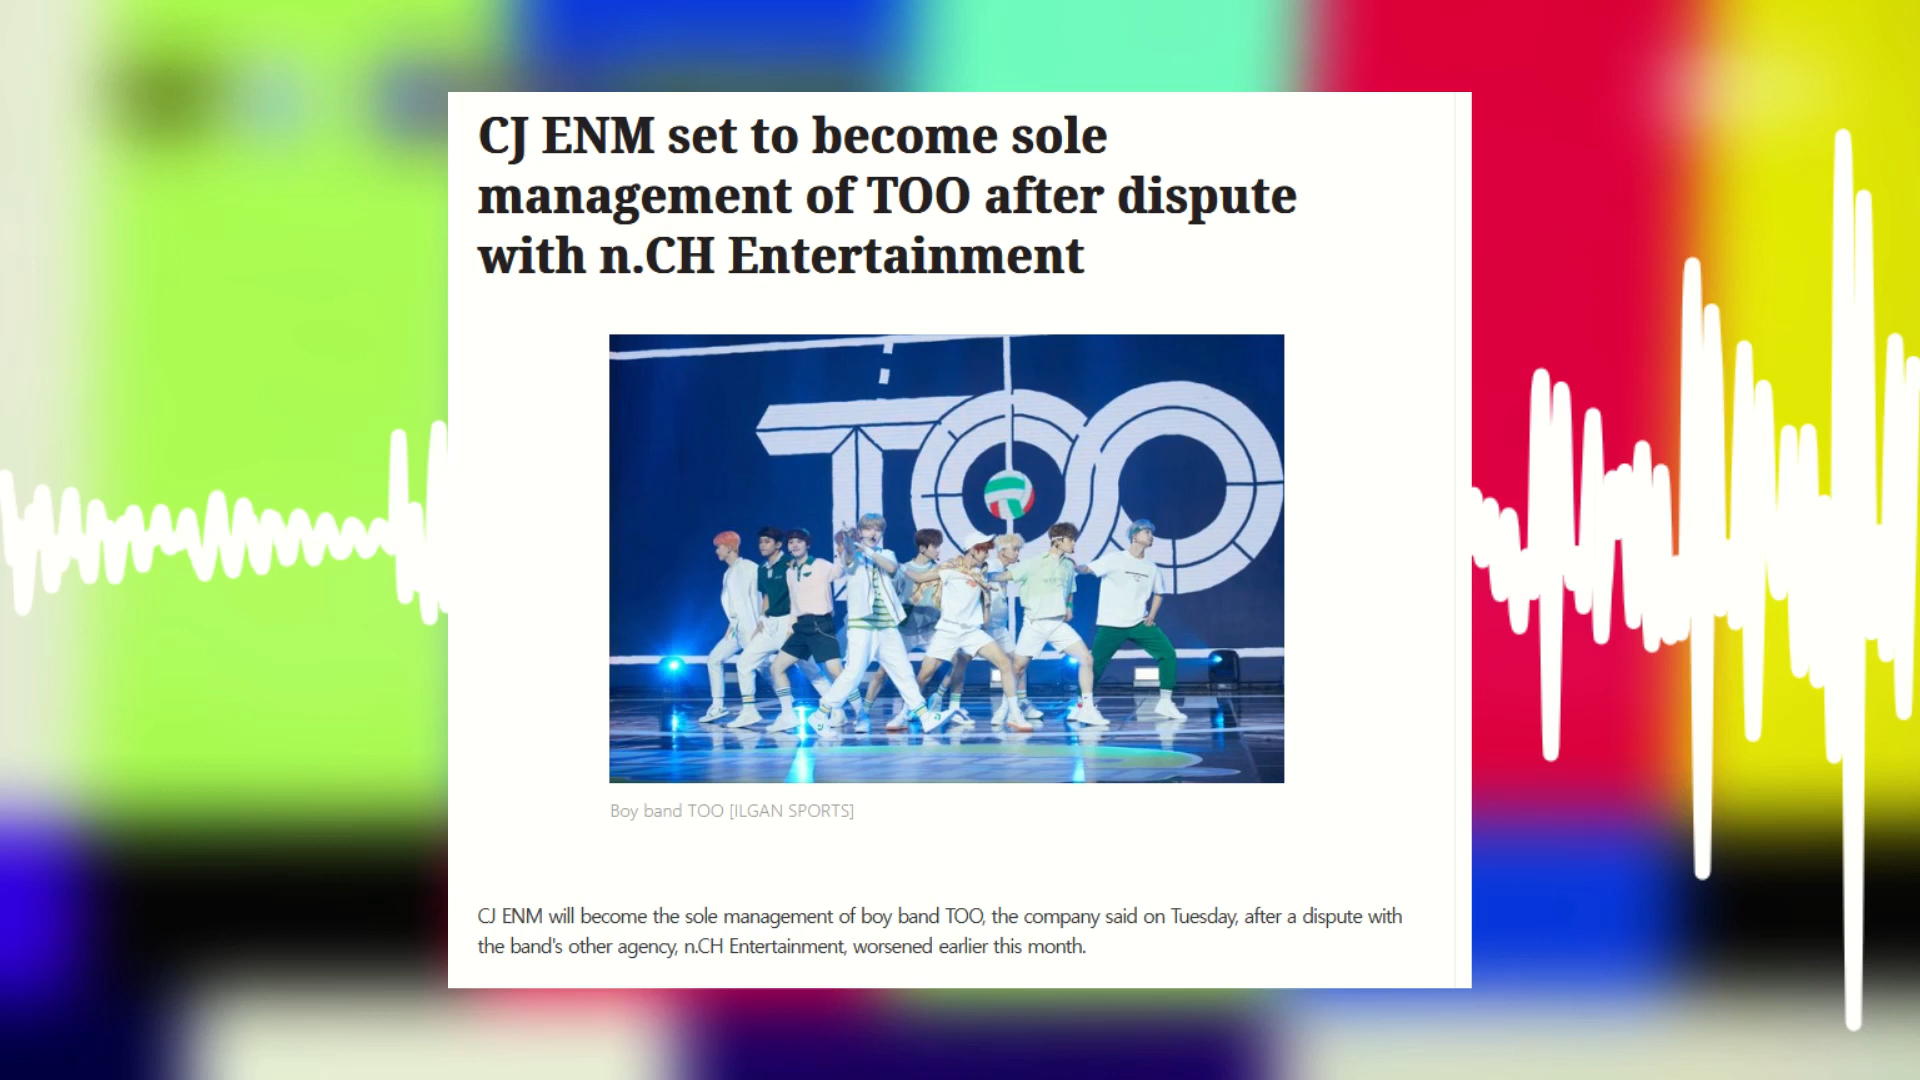 CJ ENM set to become sole
management of TOO after dispute
with n.CH Entertainment
TOO
Boy band TOO [ILGAN SPORTS]
CJ ENM will become the sole management of boy band TOO, the company said on Tuesday, after a dispute with
the band's other agency, n.CH Entertainment, worsened earlier this month.